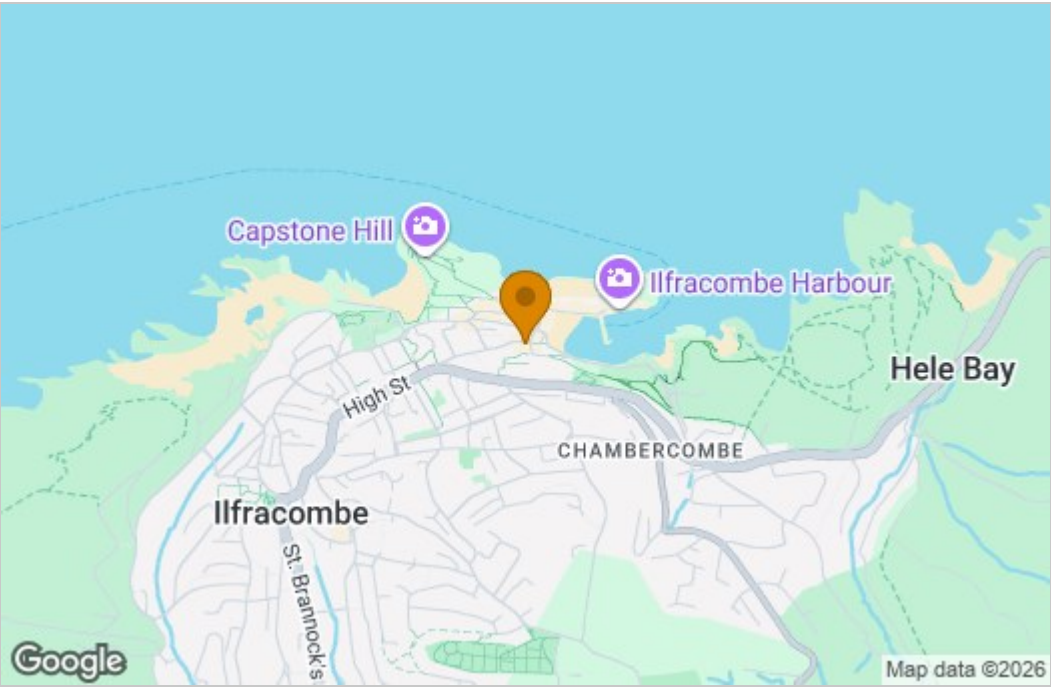 Capstone Hill
Ilfracombe Harbour
Hele Bay
High St
CHAMBERCOMBE
Ilfracombe
St. Brannock's
Google
Map data ©2026